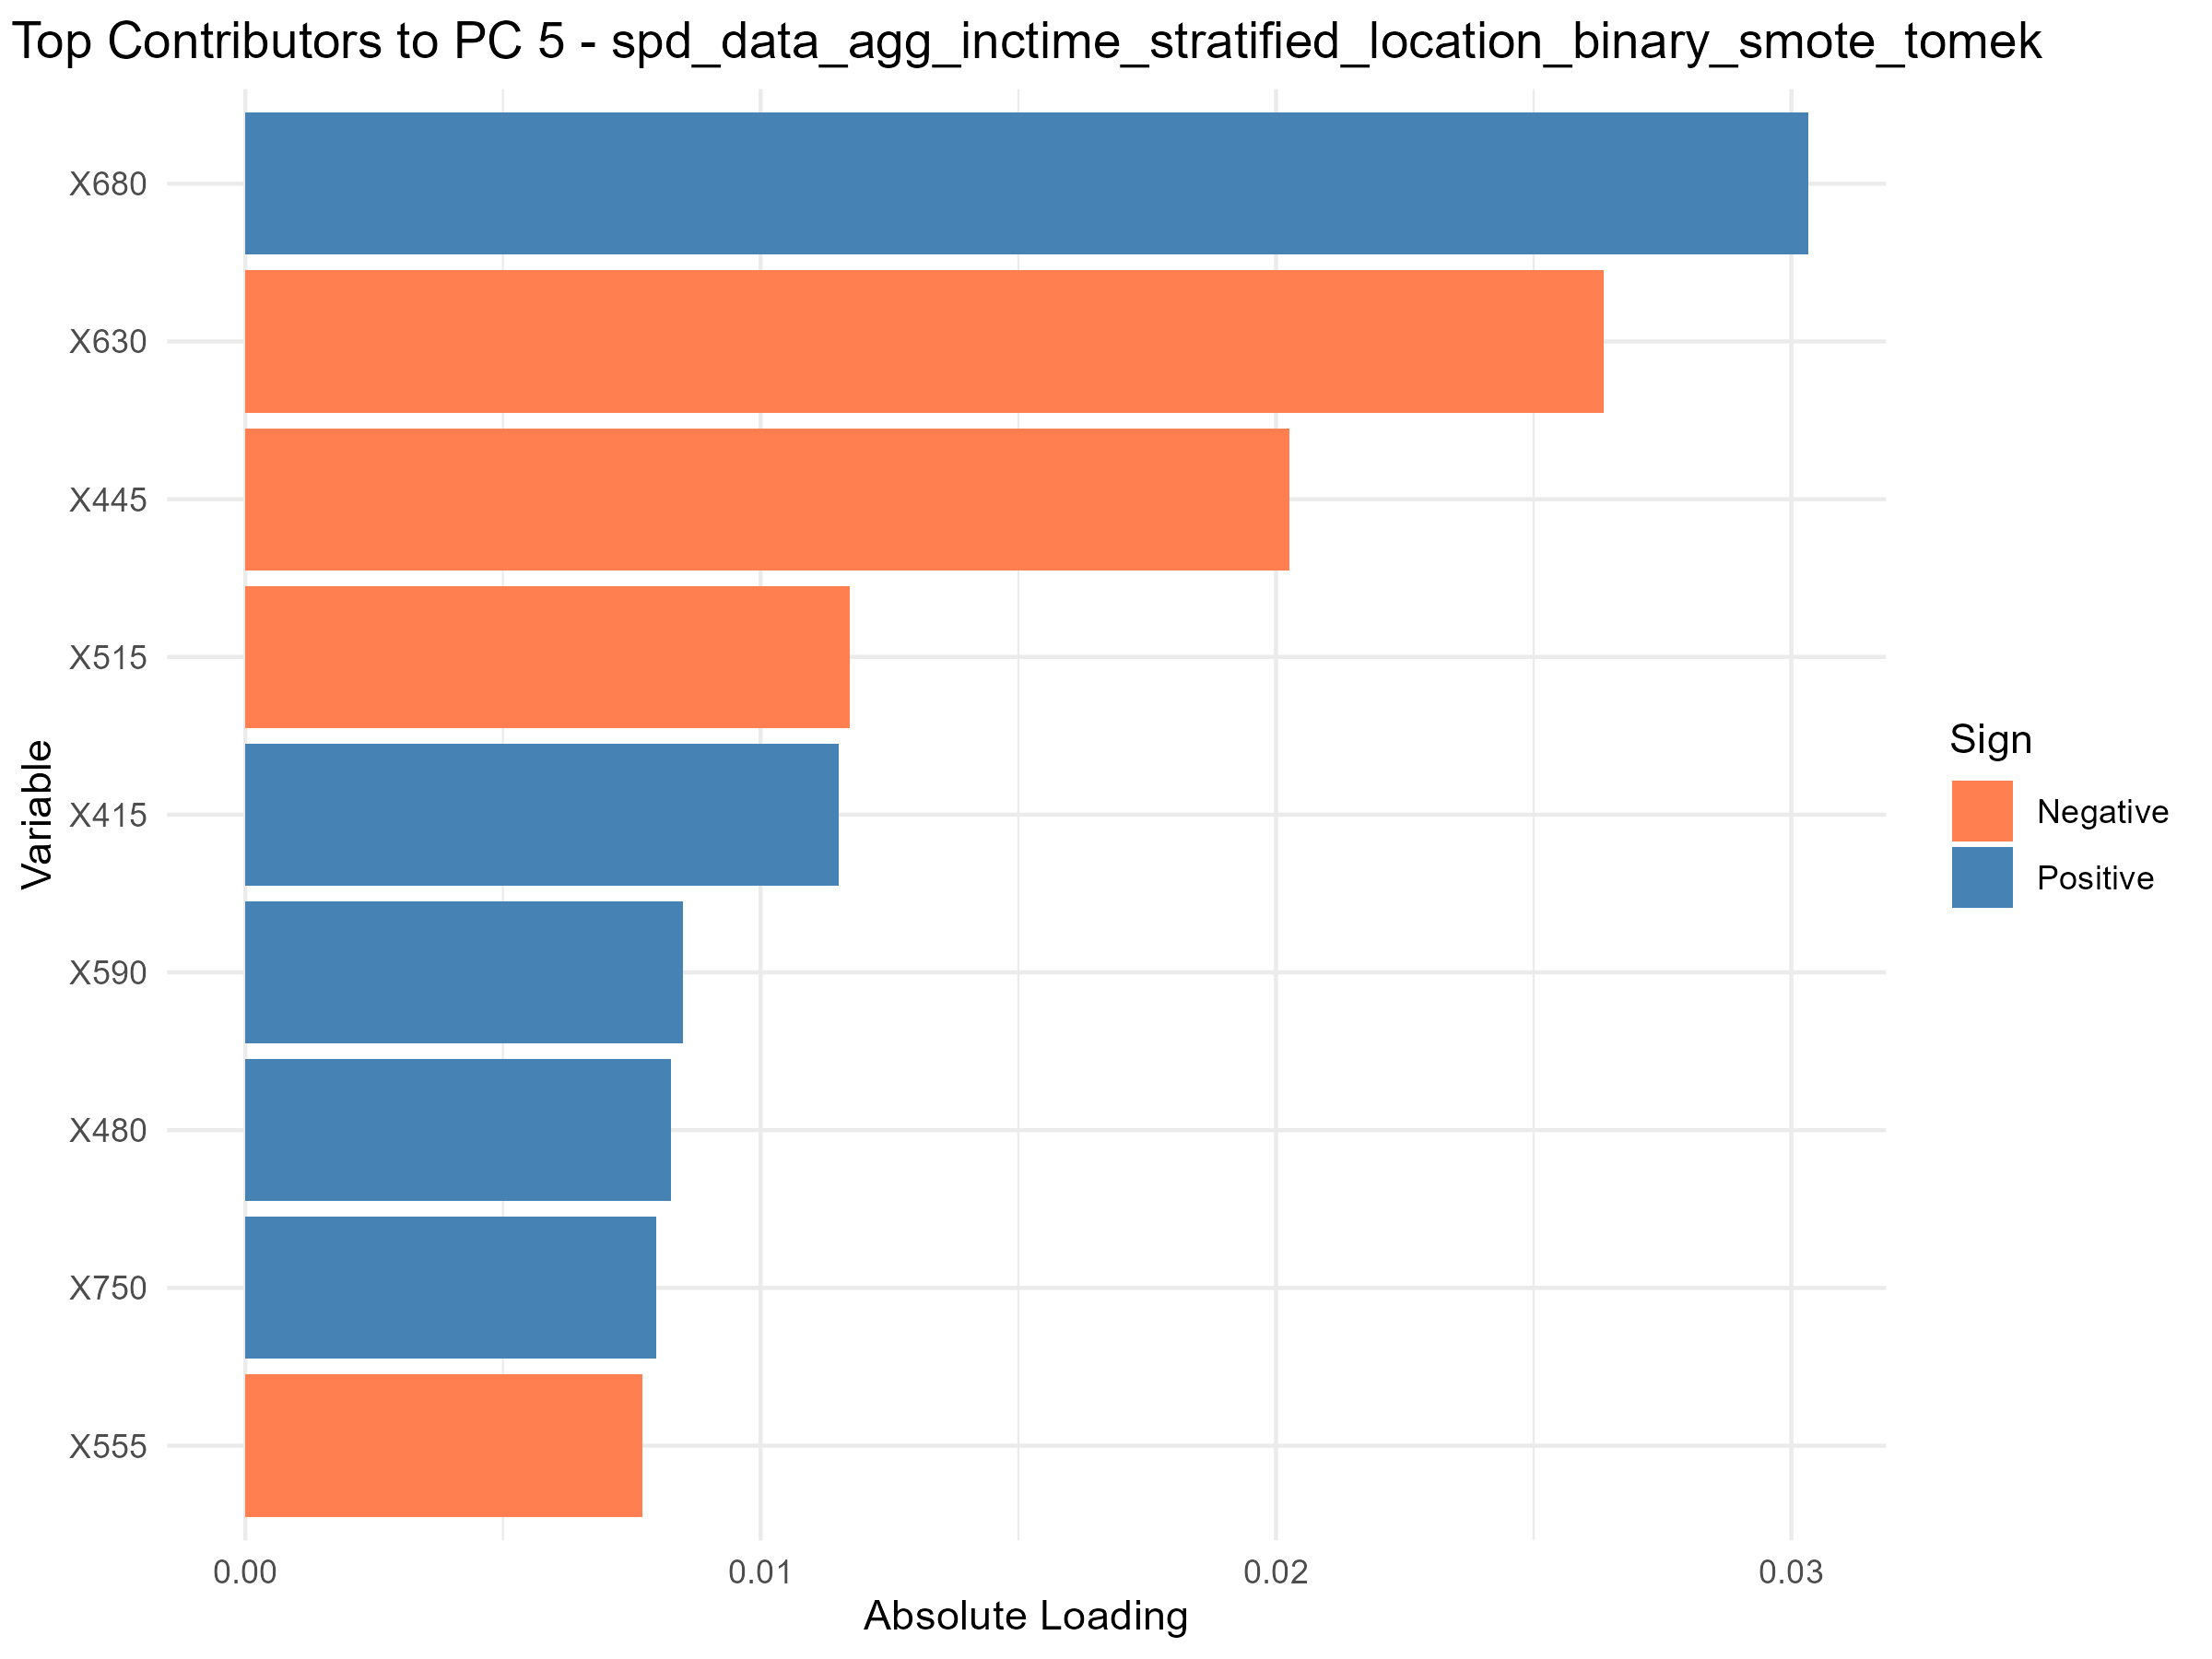 Top Contributors to PC 5 - spd_data_agg_inctime_stratified_location_binary_smote_tomek
Variable
X680
X630
X445
X515
X415
X590
X480
X750
X555
0.00 0.01 0.02 0.03
Absolute Loading
Sign
Negative
Positive